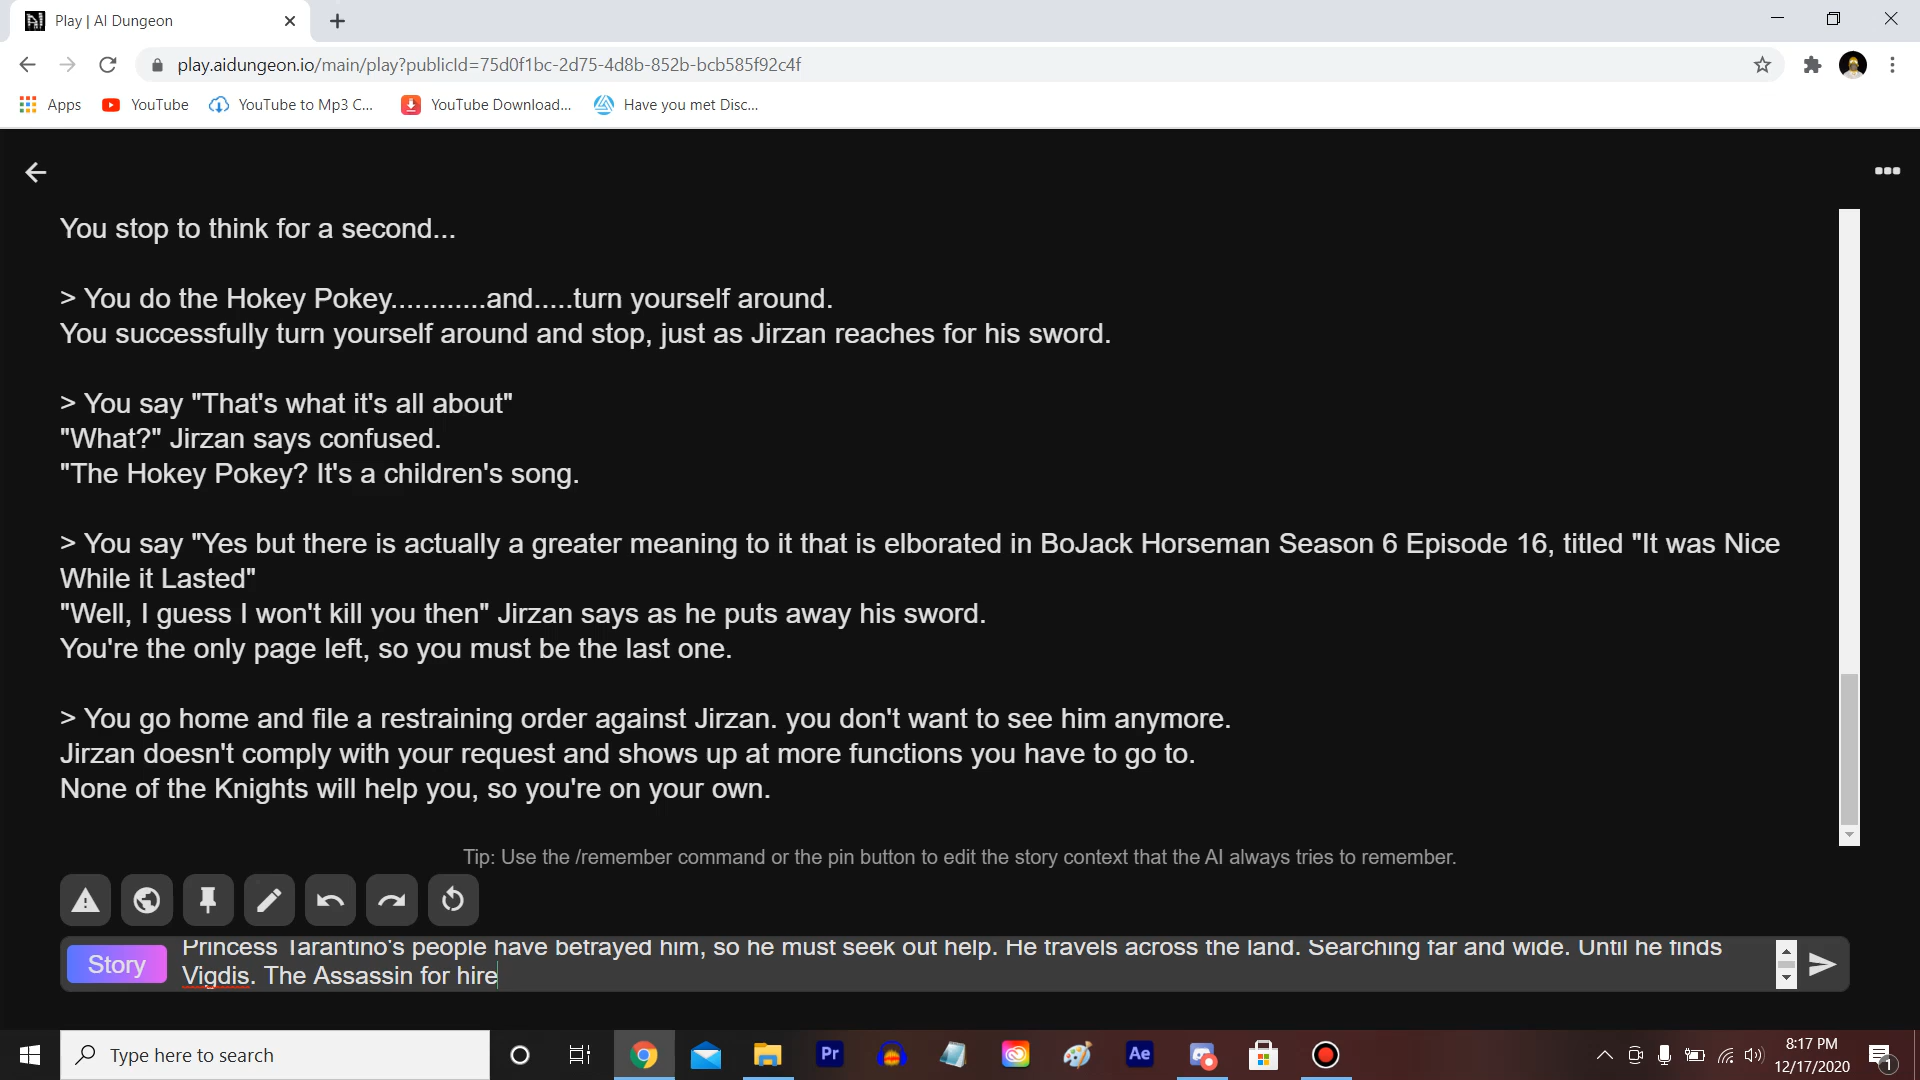 Play | AI Dungeon
play.aidungeon.io/main/play?publicId=75d0f1bc-2d75-4d8b-852b-bcb585f92c4f
Apps YouTube YouTube to Mp3 C... YouTube Download... Have you met Disc...
You stop to think for a second...
> You do the Hokey Pokey............and.....turn yourself around.
You successfully turn yourself around and stop, just as Jirzan reaches for his sword.
> You say "That's what it's all about"
"What?" Jirzan says confused.
"The Hokey Pokey? It's a children's song.
> You say "Yes but there is actually a greater meaning to it that is elborated in BoJack Horseman Season 6 Episode 16, titled "It was Nice
While it Lasted"
"Well, I guess I won't kill you then" Jirzan says as he puts away his sword.
You're the only page left, so you must be the last one.
> You go home and file a restraining order against Jirzan. you don't want to see him anymore.
Jirzan doesn't comply with your request and shows up at more functions you have to go to.
None of the Knights will help you, so you're on your own.
Tip: Use the /remember command or the pin button to edit the story context that the AI always tries to remember.
Story
Princess Tarantino's people have betrayed him, so he must seek out help. He travels across the land. Searching far and wide. Until he finds
Vigdis. The Assassin for hire
Type here to search
Pr
Ae
8:17 PM
12/17/2020
1